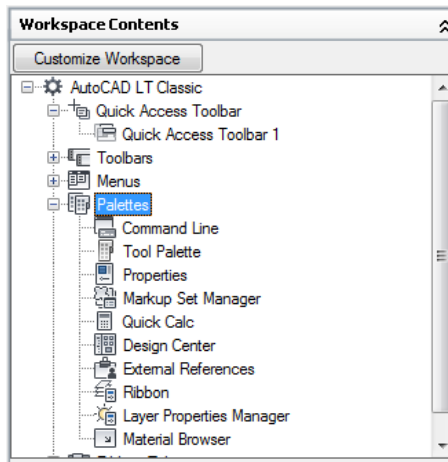 Workspace Contents
Customize Workspace
AutoCAD LT Classic
Quick Access Toolbar
Quick Access Toolbar 1
Toolbars
Menus
Palettes
Command Line
Tool Palette
Properties
Markup Set Manager
Quick Calc
Design Center
External References
Ribbon
Layer Properties Manager
Material Browser